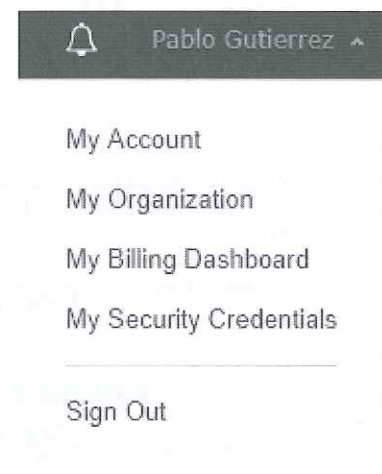 Pablo Gutierrez
My Account
My Organization
My Billing Dashboard
My Security Credentials
Sign Out